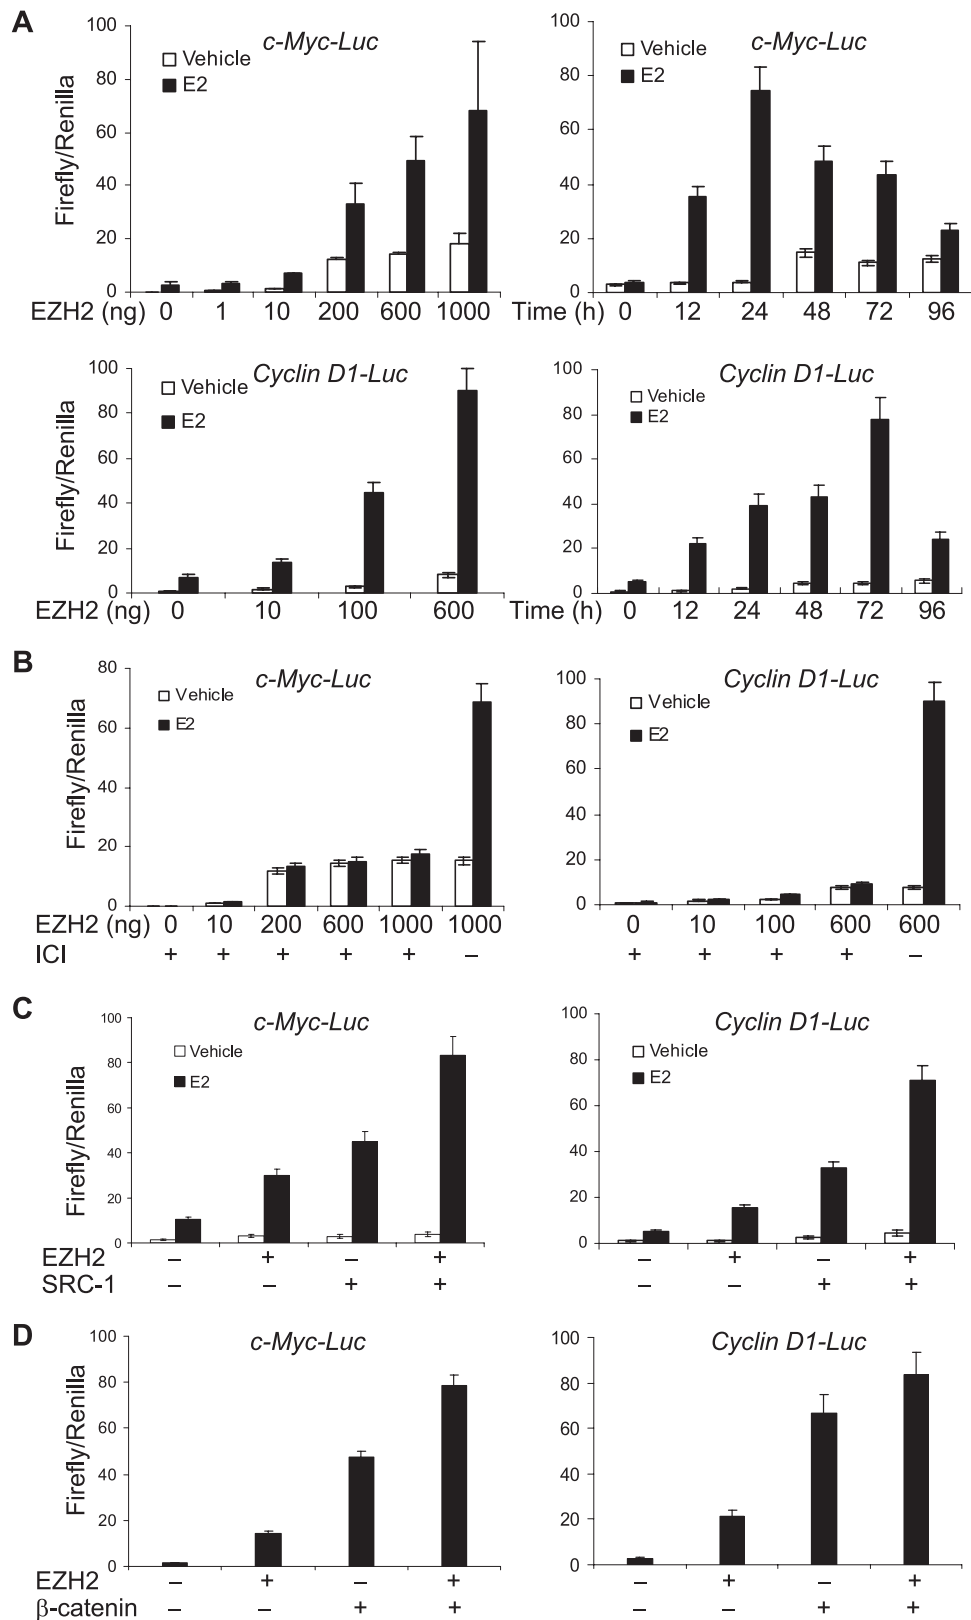 A
c-Myc-Luc
Vehicle
E2
Firefly/Renilla
100
80
60
40
20
0
EZH2 (ng) 0 1 10 200 600 1000
c-Myc-Luc
Vehicle
E2
100
80
60
40
20
0
Time (h) 0 12 24 48 72 96
Cyclin D1-Luc
Vehicle
E2
Firefly/Renilla
100
80
60
40
20
0
EZH2 (ng) 0 10 100 600
Cyclin D1-Luc
Vehicle
E2
100
80
60
40
20
0
Time (h) 0 12 24 48 72 96
B
c-Myc-Luc
Vehicle
E2
Firefly/Renilla
80
60
40
20
0
EZH2 (ng) 0 10 200 600 1000 1000
ICI + + + + + –
Cyclin D1-Luc
Vehicle
E2
100
80
60
40
20
0
0 10 100 600 600
+ + + + –
C
c-Myc-Luc
Vehicle
E2
Firefly/Renilla
100
80
60
40
20
0
EZH2 – + – +
SRC-1 – – + +
Cyclin D1-Luc
Vehicle
E2
100
80
60
40
20
0
– + – +
– – + +
D
c-Myc-Luc
Firefly/Renilla
100
80
60
40
20
0
EZH2 – + – +
β-catenin – – + +
Cyclin D1-Luc
100
80
60
40
20
0
– + – +
– – + +